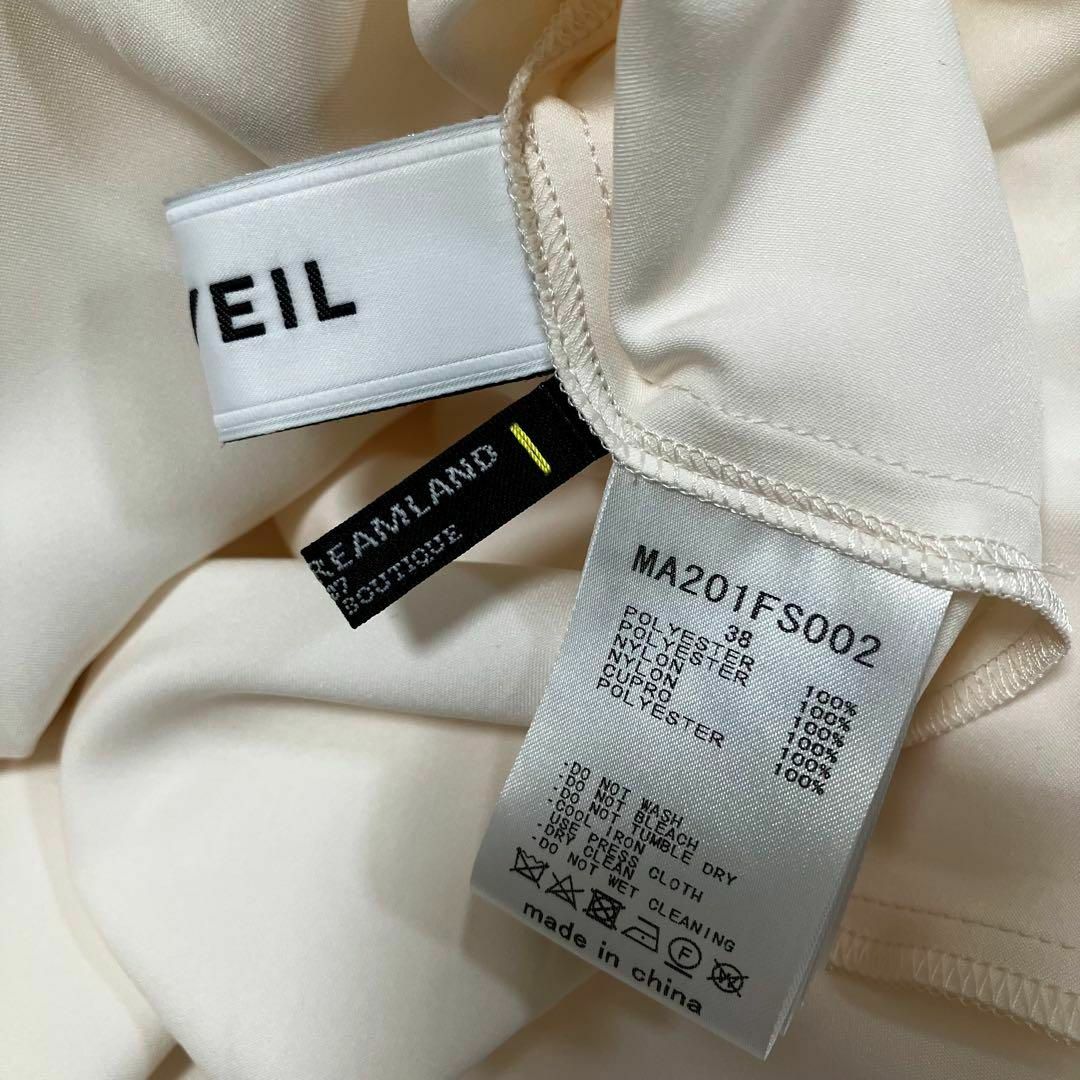 VEIL
REAMLAND
BOUTIQUE
MA201FS002
38
POLYESTER 100%
POLYESTER 100%
NYLON 100%
NYLON 100%
CUPRO 100%
POLYESTER 100%
·DO NOT WASH
·DO NOT BLEACH
·DO NOT TUMBLE DRY
·COOL IRON
USE PRESS CLOTH
·DRY CLEAN
·DO NOT WET CLEANING
F
made in china